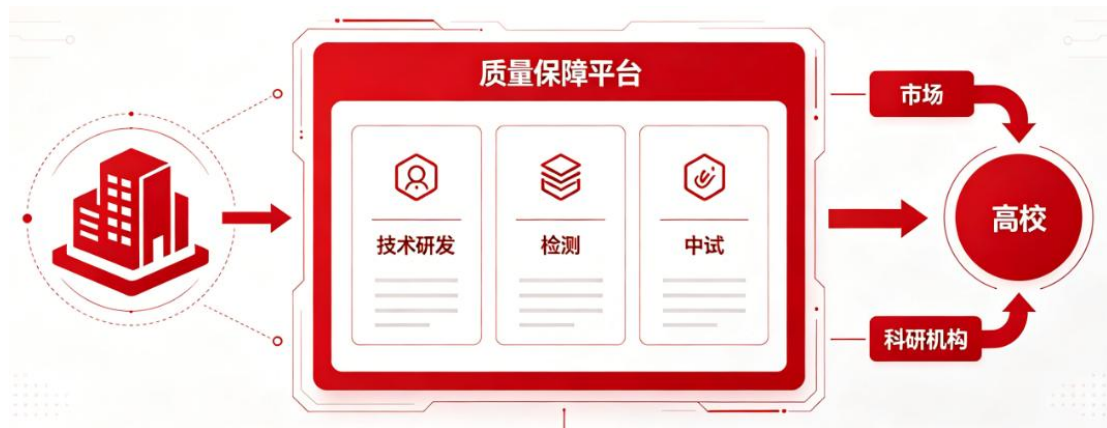 质量保障平台
市场
技术研发
检测
中试
高校
科研机构